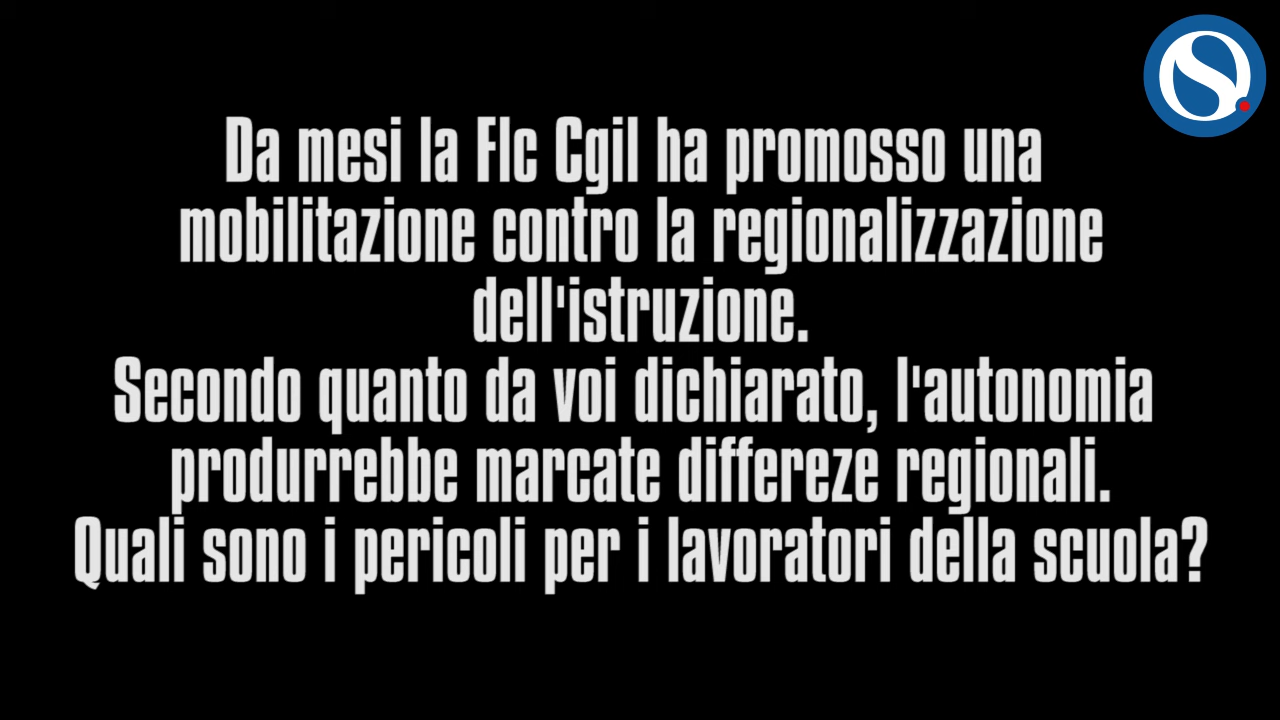 Da mesi la Flc Cgil ha promosso una
mobilitazione contro la regionalizzazione
dell'istruzione.
Secondo quanto da voi dichiarato, l'autonomia
produrrebbe marcate differeze regionali.
Quali sono i pericoli per i lavoratori della scuola?